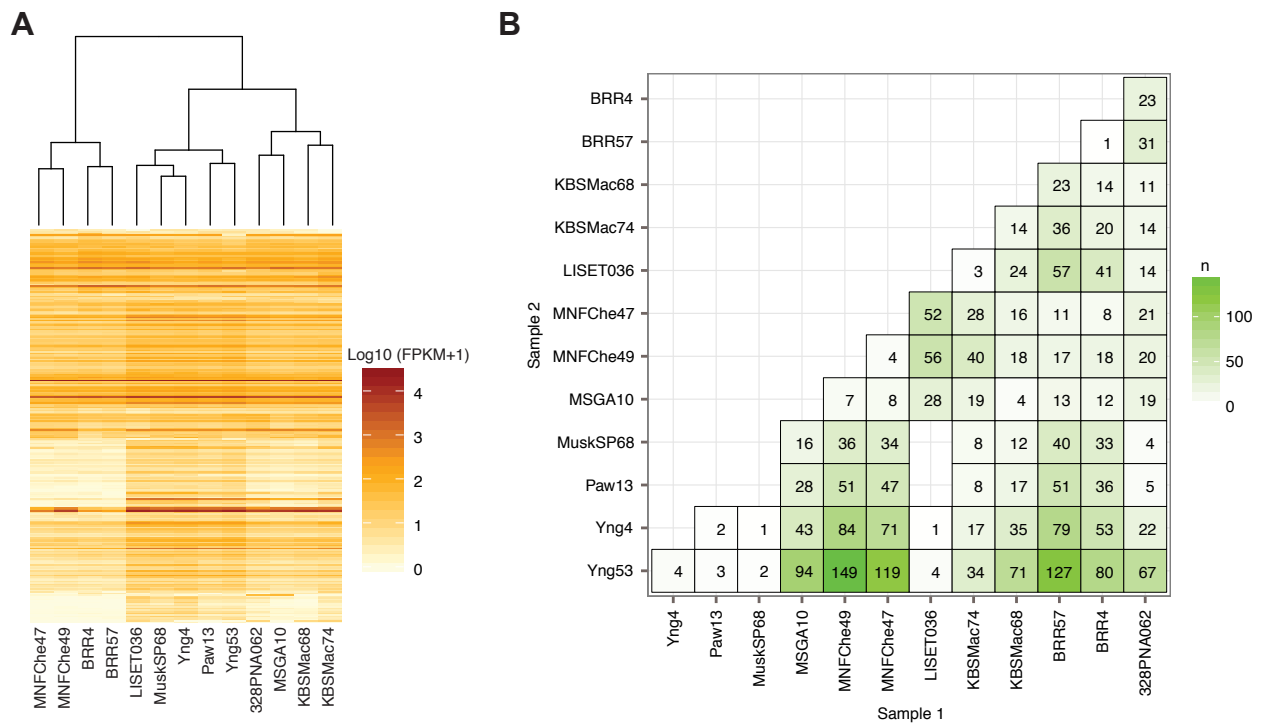 A
Log10 (FPKM+1)
4
3
2
1
0
MNFChe47
MNFChe49
BRR4
BRR57
LISET036
MuskSP68
Yng4
Paw13
Yng53
328PNA062
MSGA10
KBSMac68
KBSMac74
B
Sample 2
BRR4 23
BRR57 1 31
KBSMac68 23 14 11
KBSMac74 14 36 20 14
LISET036 3 24 57 41 14
MNFChe47 52 28 16 11 8 21
MNFChe49 4 56 40 18 17 18 20
MSGA10 7 8 28 19 4 13 12 19
MuskSP68 16 36 34 8 12 40 33 4
Paw13 28 51 47 8 17 51 36 5
Yng4 2 1 43 84 71 1 17 35 79 53 22
Yng53 4 3 2 94 149 119 4 34 71 127 80 67
Yng4
Paw13
MuskSP68
MSGA10
MNFChe49
MNFChe47
LISET036
KBSMac74
KBSMac68
BRR57
BRR4
328PNA062
Sample 1
n
100
50
0